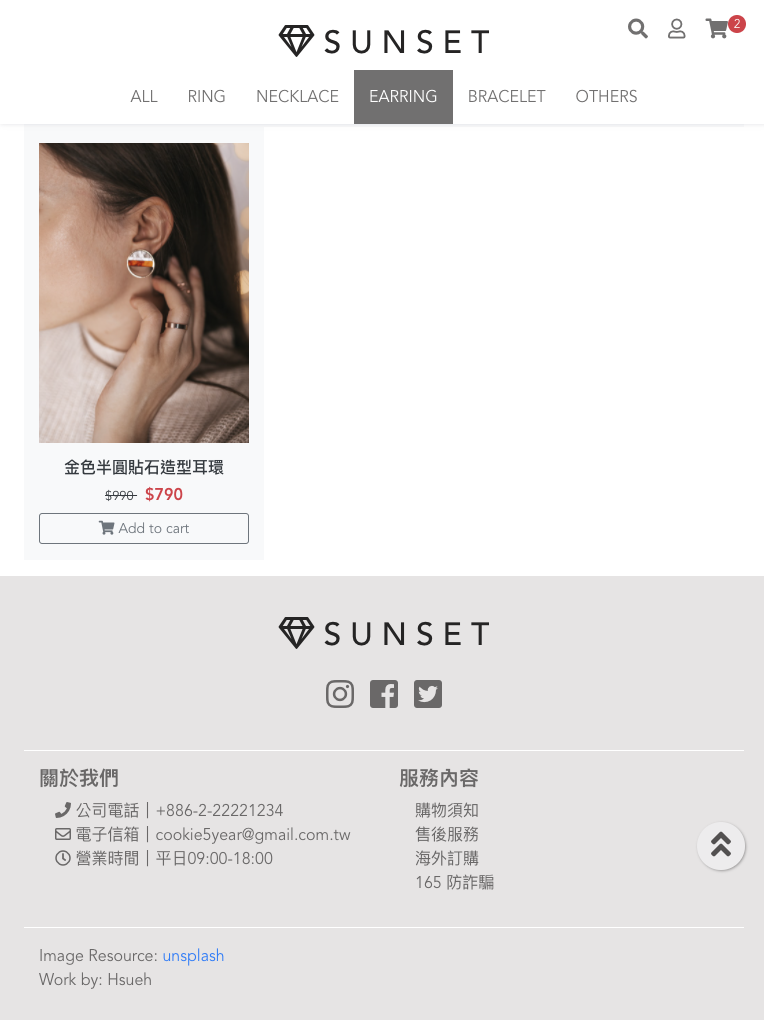 SUNSET
2
ALL RING NECKLACE EARRING BRACELET OTHERS
金色半圓貼石造型耳環
$990 $790
Add to cart
SUNSET
關於我們
公司電話｜+886-2-22221234
電子信箱｜cookie5year@gmail.com.tw
營業時間｜平日09:00-18:00
服務內容
購物須知
售後服務
海外訂購
165 防詐騙
Image Resource: unsplash
Work by: Hsueh